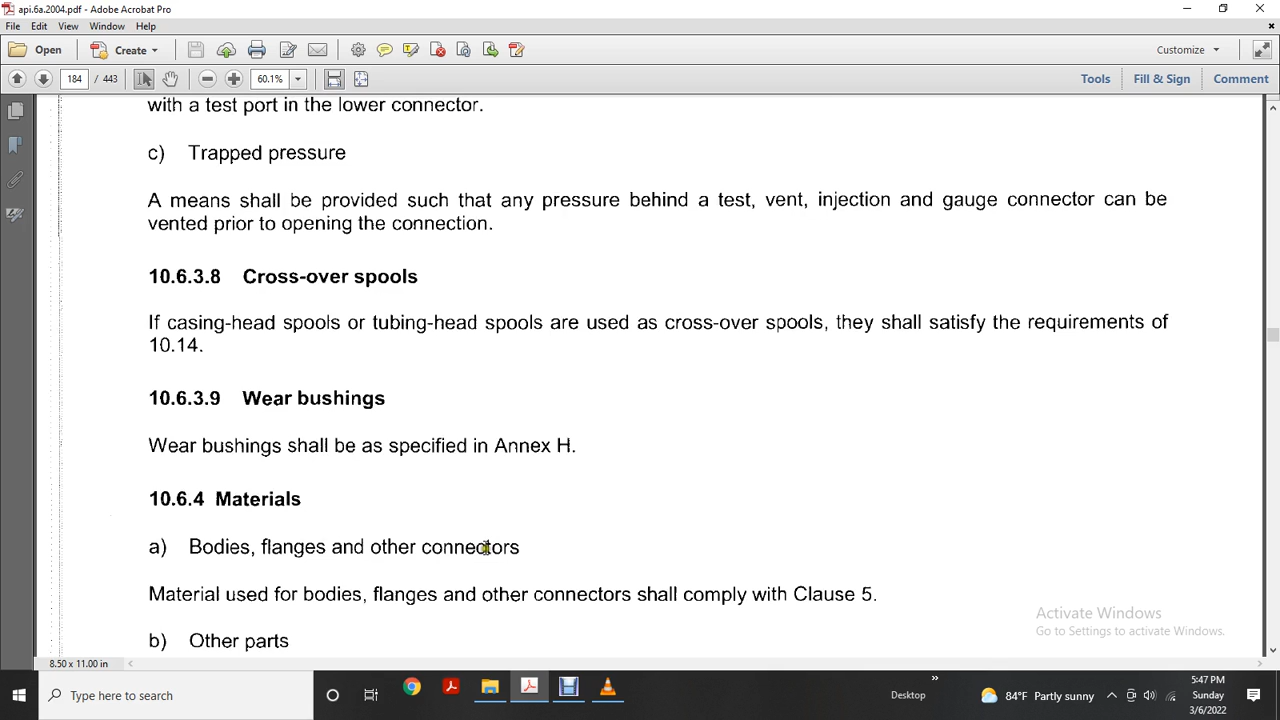 api.6a.2004.pdf - Adobe Acrobat Pro
File Edit View Window Help
Open Create Customize
184 / 443 60.1% Tools Fill & Sign Comment
with a test port in the lower connector.
c) Trapped pressure
A means shall be provided such that any pressure behind a test, vent, injection and gauge connector can be
vented prior to opening the connection.
10.6.3.8 Cross-over spools
If casing-head spools or tubing-head spools are used as cross-over spools, they shall satisfy the requirements of
10.14.
10.6.3.9 Wear bushings
Wear bushings shall be as specified in Annex H.
10.6.4 Materials
a) Bodies, flanges and other connectors
Material used for bodies, flanges and other connectors shall comply with Clause 5.
Activate Windows
Go to Settings to activate Windows.
b) Other parts
8.50 x 11.00 in
Type here to search
Desktop
84°F Partly sunny
5:47 PM
Sunday
3/6/2022